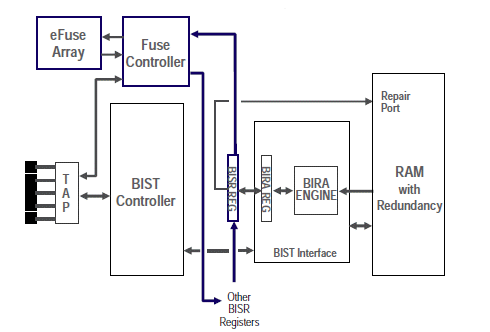 eFuse
Array
Fuse
Controller
Repair
Port
T
A
P
BIST
Controller
BISR REG
BIRA REG
BIRA
ENGINE
RAM
with
Redundancy
BIST Interface
Other
BISR
Registers